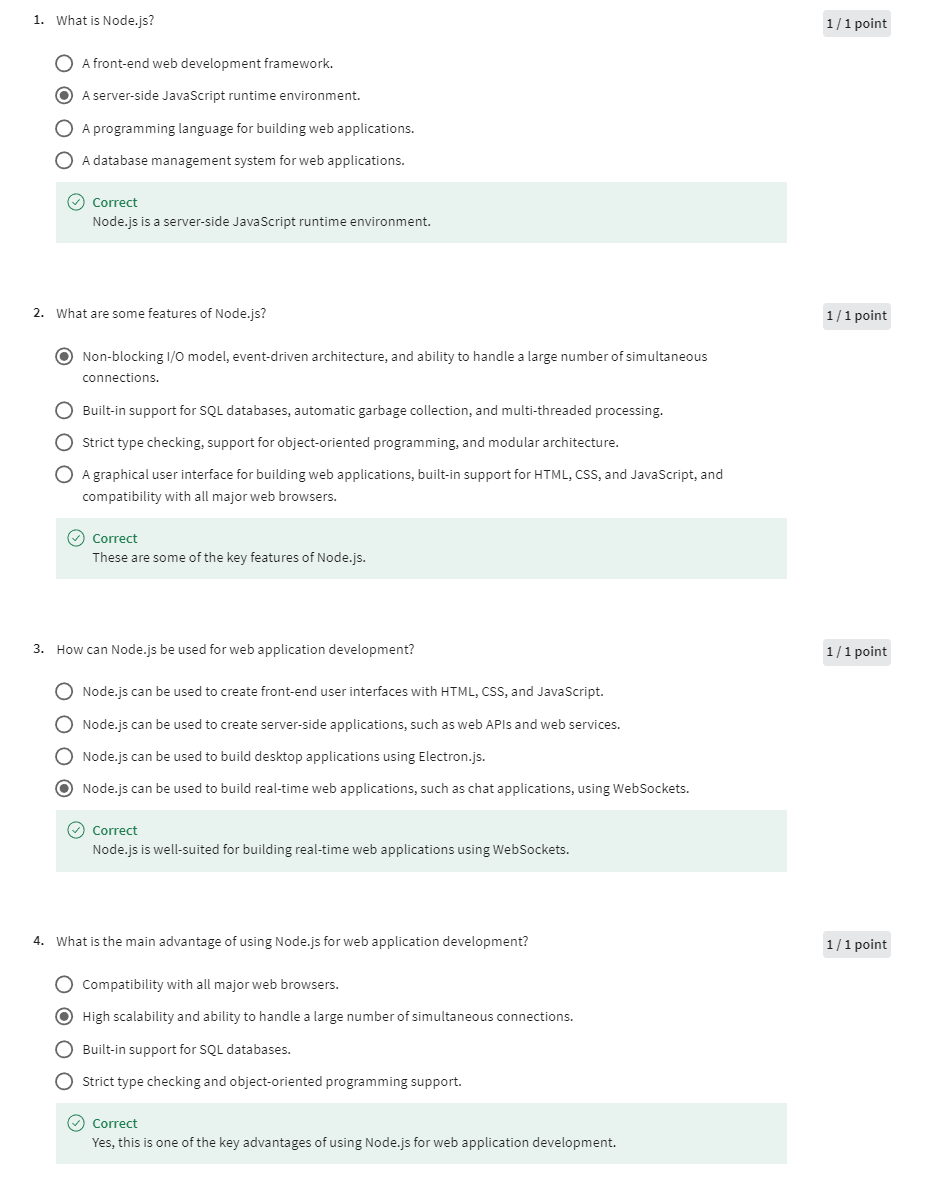 1. What is Node.js?
1 / 1 point
A front-end web development framework.
A server-side JavaScript runtime environment.
A programming language for building web applications.
A database management system for web applications.
Correct
Node.js is a server-side JavaScript runtime environment.
2. What are some features of Node.js?
1 / 1 point
Non-blocking I/O model, event-driven architecture, and ability to handle a large number of simultaneous
connections.
Built-in support for SQL databases, automatic garbage collection, and multi-threaded processing.
Strict type checking, support for object-oriented programming, and modular architecture.
A graphical user interface for building web applications, built-in support for HTML, CSS, and JavaScript, and
compatibility with all major web browsers.
Correct
These are some of the key features of Node.js.
3. How can Node.js be used for web application development?
1 / 1 point
Node.js can be used to create front-end user interfaces with HTML, CSS, and JavaScript.
Node.js can be used to create server-side applications, such as web APIs and web services.
Node.js can be used to build desktop applications using Electron.js.
Node.js can be used to build real-time web applications, such as chat applications, using WebSockets.
Correct
Node.js is well-suited for building real-time web applications using WebSockets.
4. What is the main advantage of using Node.js for web application development?
1 / 1 point
Compatibility with all major web browsers.
High scalability and ability to handle a large number of simultaneous connections.
Built-in support for SQL databases.
Strict type checking and object-oriented programming support.
Correct
Yes, this is one of the key advantages of using Node.js for web application development.